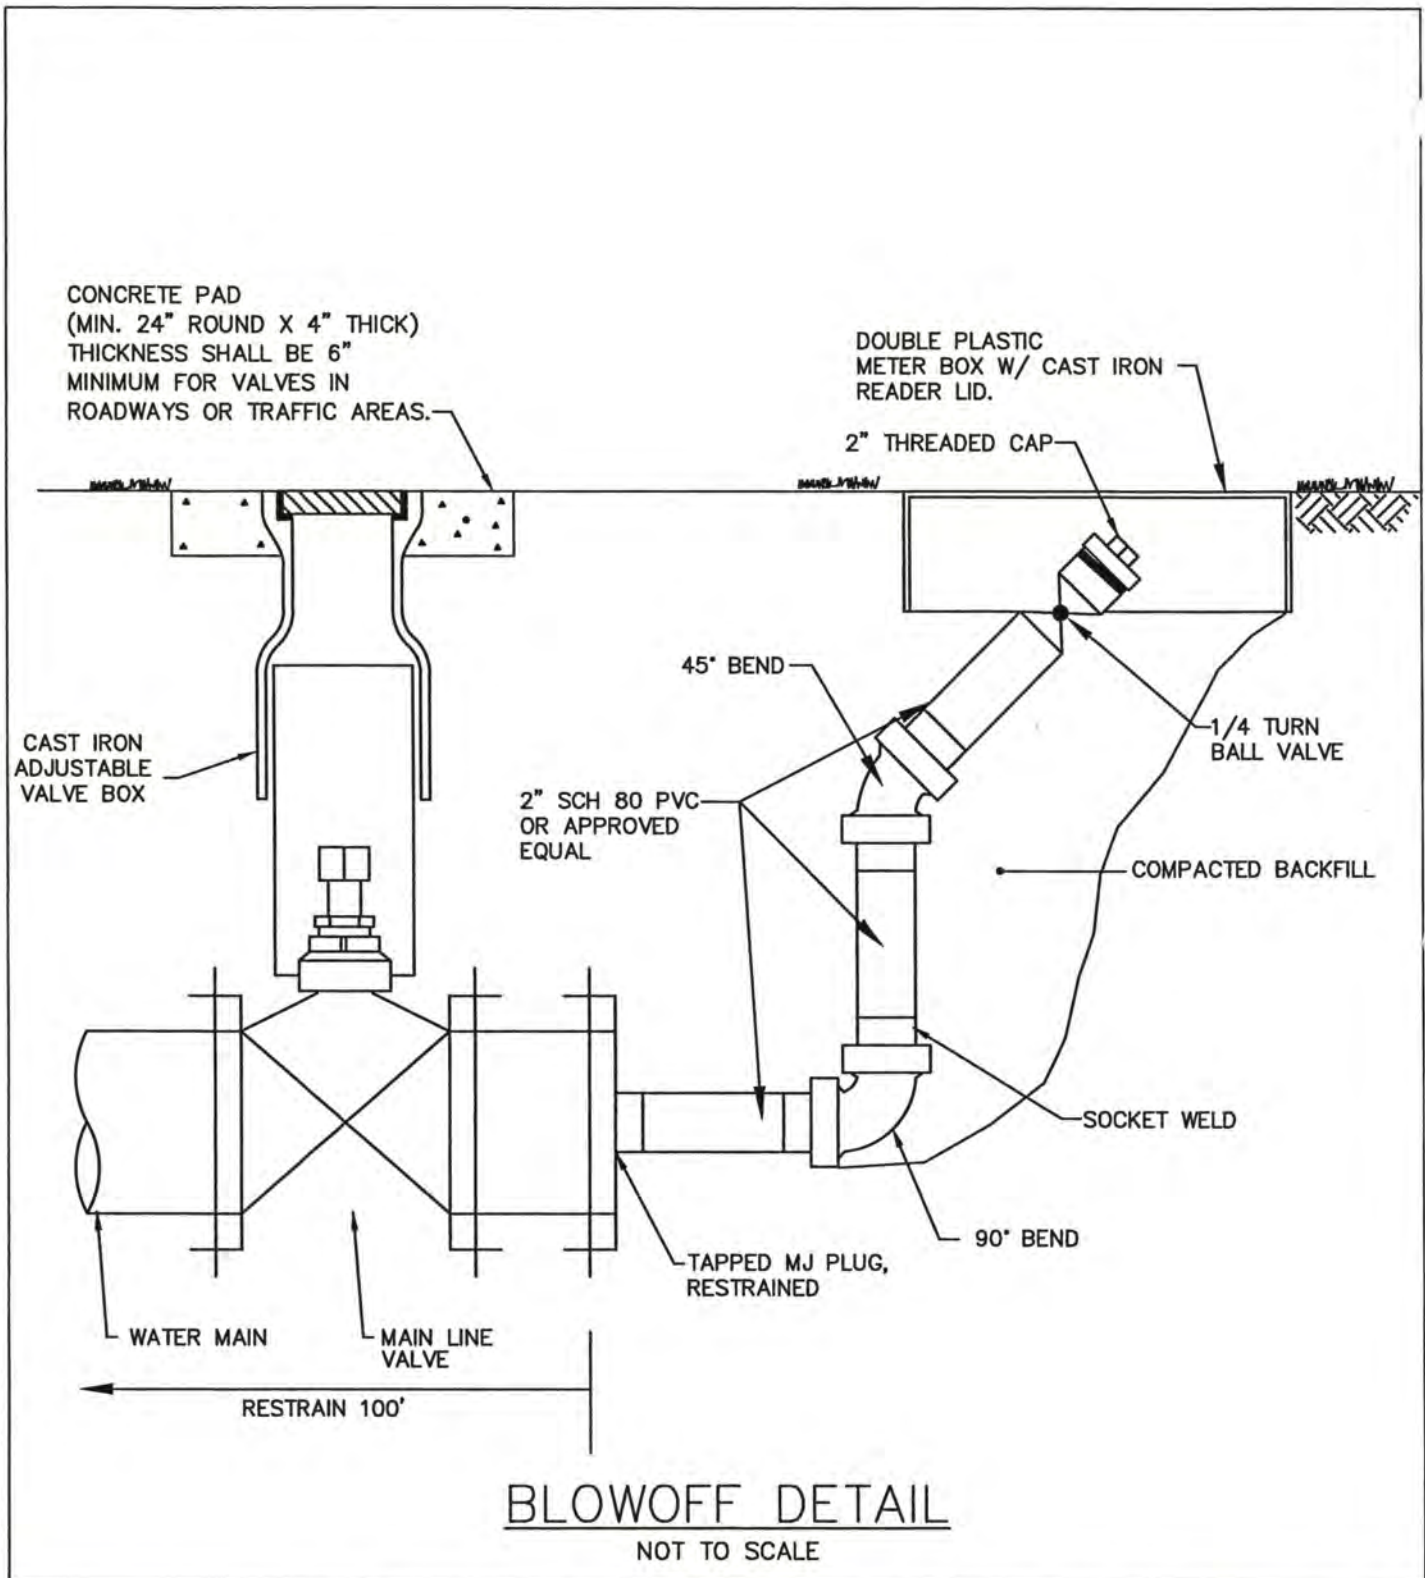 CONCRETE PAD
(MIN. 24" ROUND X 4" THICK)
THICKNESS SHALL BE 6"
MINIMUM FOR VALVES IN
ROADWAYS OR TRAFFIC AREAS.
DOUBLE PLASTIC
METER BOX W/ CAST IRON
READER LID.
2" THREADED CAP
45° BEND
CAST IRON
ADJUSTABLE
VALVE BOX
1/4 TURN
BALL VALVE
2" SCH 80 PVC
OR APPROVED
EQUAL
COMPACTED BACKFILL
SOCKET WELD
90° BEND
TAPPED MJ PLUG,
RESTRAINED
WATER MAIN
MAIN LINE
VALVE
RESTRAIN 100'
BLOWOFF DETAIL
NOT TO SCALE